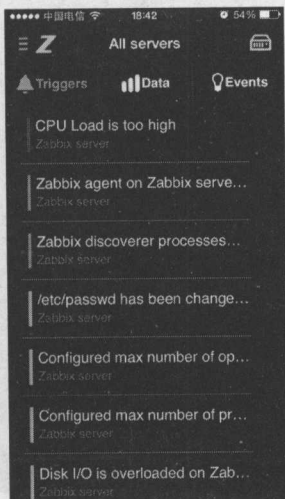 中国电信 18:42 54%
Z All servers
Triggers Data Events
CPU Load is too high
Zabbix server
Zabbix agent on Zabbix serve...
Zabbix server
Zabbix discoverer processes...
Zabbix server
/etc/passwd has been change...
Zabbix server
Configured max number of op...
Zabbix server
Configured max number of pr...
Zabbix server
Disk I/O is overloaded on Zab...
Zabbix server